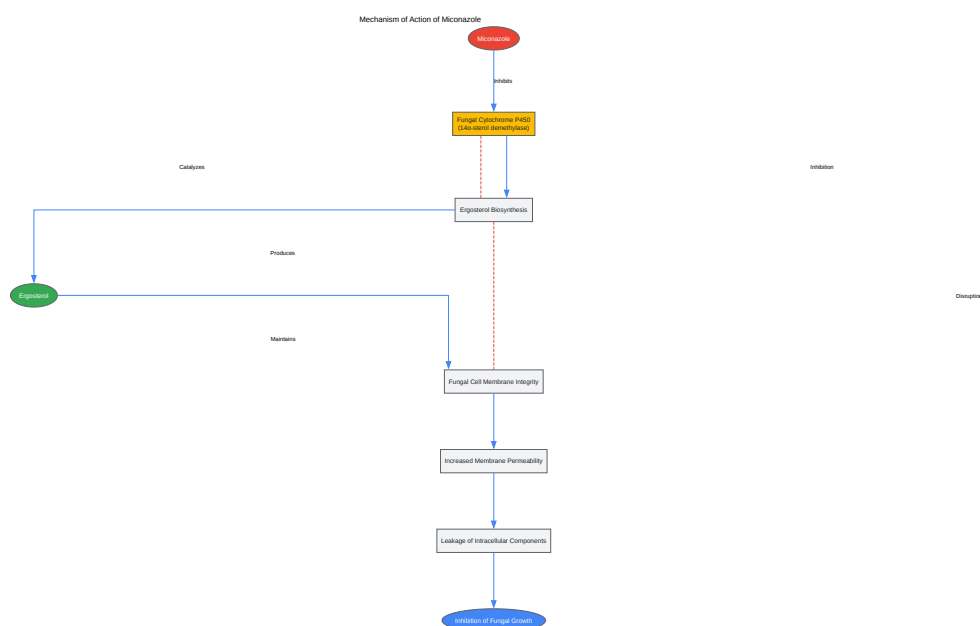 Mechanism of Action of Miconazole
Miconazole
Inhibits
Fungal Cytochrome P450
(14α-sterol demethylase)
Catalyzes
Inhibition
Ergosterol Biosynthesis
Produces
Ergosterol
Disruption
Maintains
Fungal Cell Membrane Integrity
Increased Membrane Permeability
Leakage of Intracellular Components
Inhibition of Fungal Growth